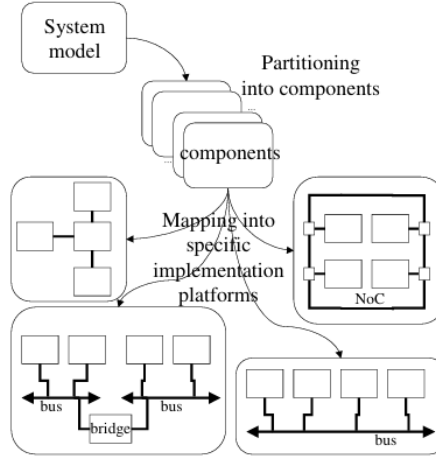 System
model
Partitioning
into components
...
...
components
Mapping into
specific
implementation
platforms
NoC
bus
bus
bridge
bus